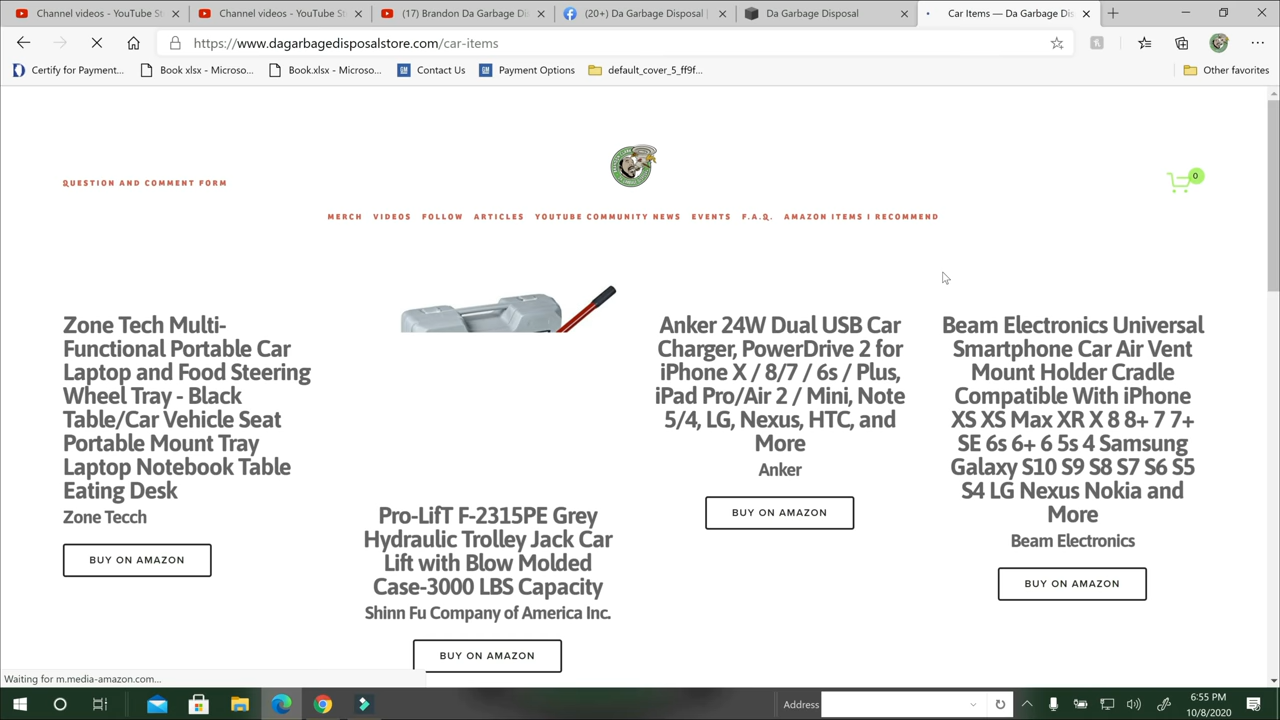 Channel videos - YouTube St
Channel videos - YouTube St
(17) Brandon Da Garbage Di
(20+) Da Garbage Disposal |
Da Garbage Disposal
Car Items — Da Garbage Dis
https://www.dagarbagedisposalstore.com/car-items
Certify for Payment...
Book xlsx - Microso...
Book.xlsx - Microso...
GM Contact Us
GM Payment Options
default_cover_5_ff9f...
Other favorites
QUESTION AND COMMENT FORM
0
MERCH VIDEOS FOLLOW ARTICLES YOUTUBE COMMUNITY NEWS EVENTS F.A.Q. AMAZON ITEMS I RECOMMEND
Zone Tech Multi-
Functional Portable Car
Laptop and Food Steering
Wheel Tray - Black
Table/Car Vehicle Seat
Portable Mount Tray
Laptop Notebook Table
Eating Desk
Zone Tecch
BUY ON AMAZON
Pro-LifT F-2315PE Grey
Hydraulic Trolley Jack Car
Lift with Blow Molded
Case-3000 LBS Capacity
Shinn Fu Company of America Inc.
BUY ON AMAZON
Anker 24W Dual USB Car
Charger, PowerDrive 2 for
iPhone X / 8/7 / 6s / Plus,
iPad Pro/Air 2 / Mini, Note
5/4, LG, Nexus, HTC, and
More
Anker
BUY ON AMAZON
Beam Electronics Universal
Smartphone Car Air Vent
Mount Holder Cradle
Compatible With iPhone
XS XS Max XR X 8 8+ 7 7+
SE 6s 6+ 6 5s 4 Samsung
Galaxy S10 S9 S8 S7 S6 S5
S4 LG Nexus Nokia and
More
Beam Electronics
BUY ON AMAZON
Waiting for m.media-amazon.com...
Address
6:55 PM
10/8/2020